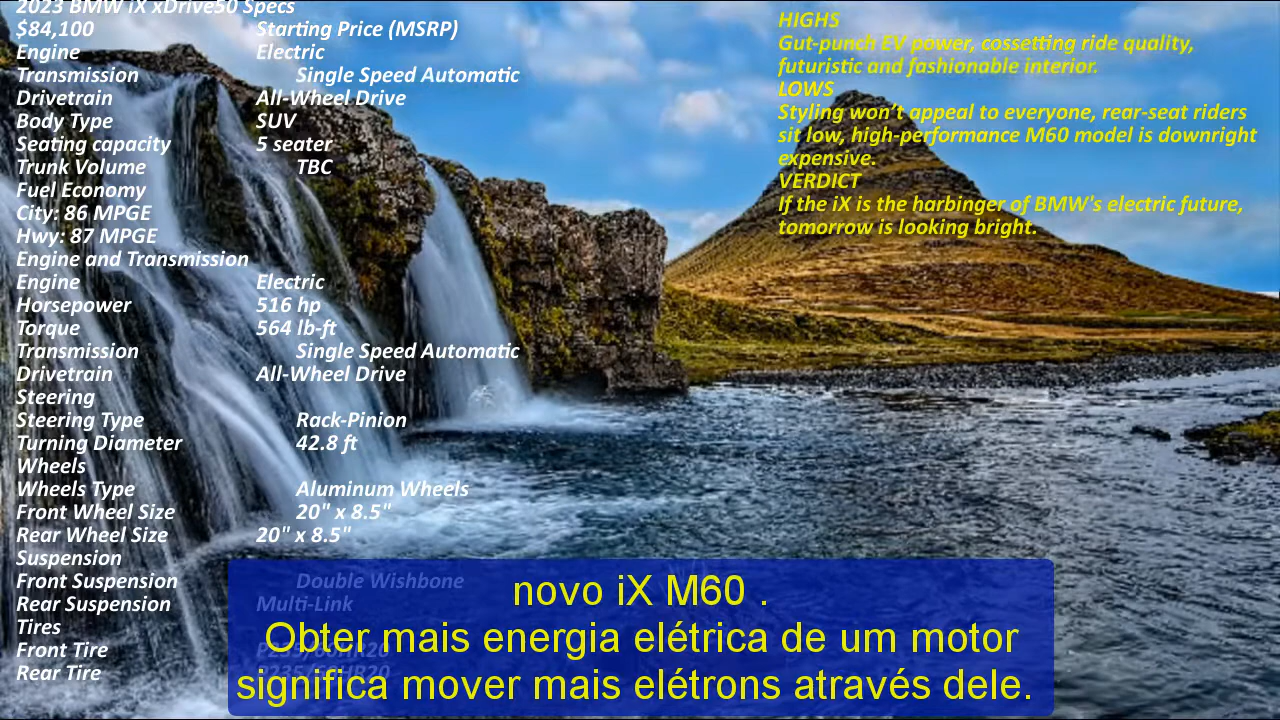 2023 BMW iX xDrive50 Specs
$84,100 Starting Price (MSRP)
Engine Electric
Transmission Single Speed Automatic
Drivetrain All-Wheel Drive
Body Type SUV
Seating capacity 5 seater
Trunk Volume TBC
Fuel Economy
City: 86 MPGE
Hwy: 87 MPGE
Engine and Transmission
Engine Electric
Horsepower 516 hp
Torque 564 lb-ft
Transmission Single Speed Automatic
Drivetrain All-Wheel Drive
Steering
Steering Type Rack-Pinion
Turning Diameter 42.8 ft
Wheels
Wheels Type Aluminum Wheels
Front Wheel Size 20" x 8.5"
Rear Wheel Size 20" x 8.5"
Suspension
Front Suspension Double Wishbone
Rear Suspension Multi-Link
Tires
Front Tire
Rear Tire P235/60HR20
HIGHS
Gut-punch EV power, cossetting ride quality,
futuristic and fashionable interior.
LOWS
Styling won't appeal to everyone, rear-seat riders
sit low, high-performance M60 model is downright
expensive.
VERDICT
If the iX is the harbinger of BMW's electric future,
tomorrow is looking bright.
novo iX M60 .
Obter mais energia elétrica de um motor
significa mover mais elétrons através dele.